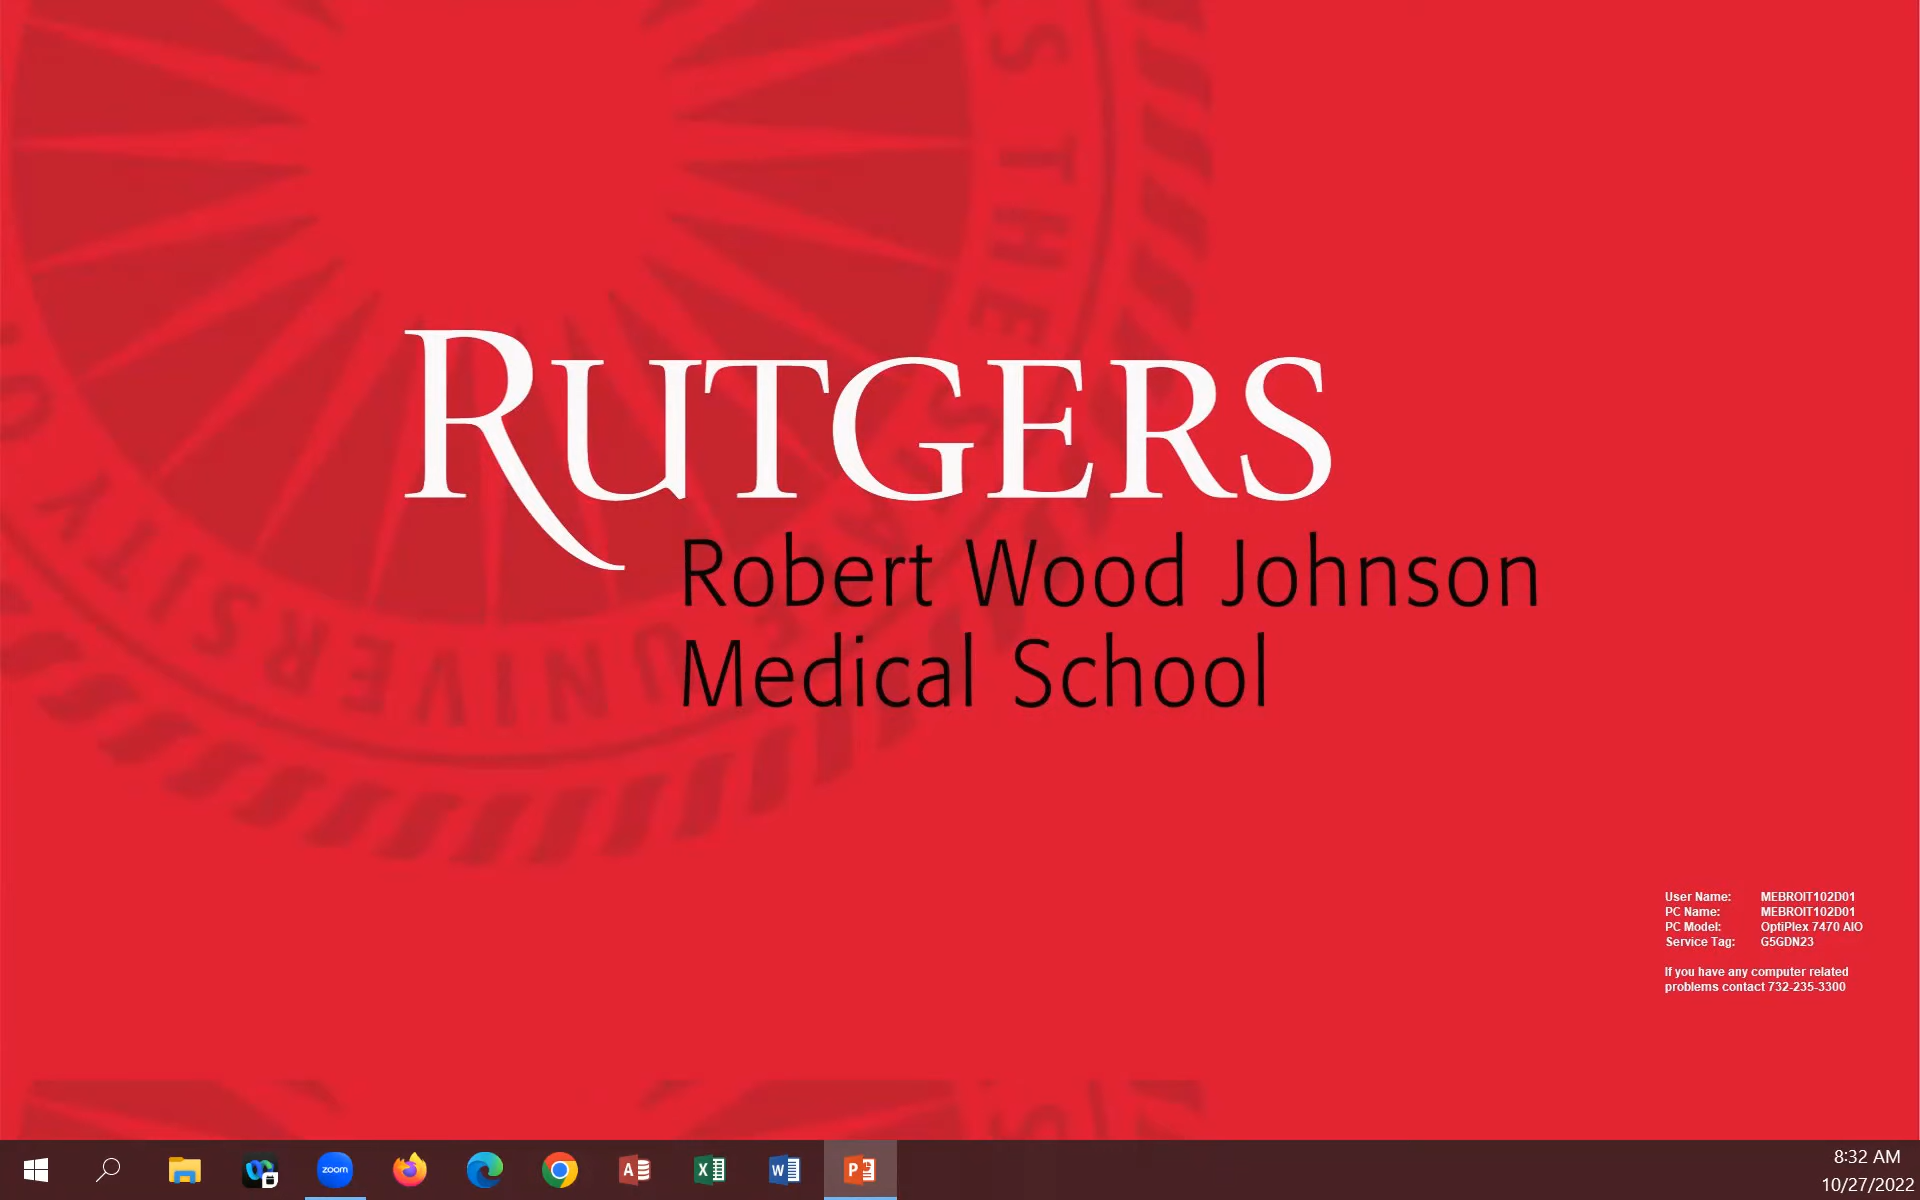 S THE
RUTGERS
Robert Wood Johnson
Medical School
UNIVERSITY
User Name: MEBROIT102D01
PC Name: MEBROIT102D01
PC Model: OptiPlex 7470 AIO
Service Tag: G5GDN23
If you have any computer related
problems contact 732-235-3300
zoom
8:32 AM
10/27/2022